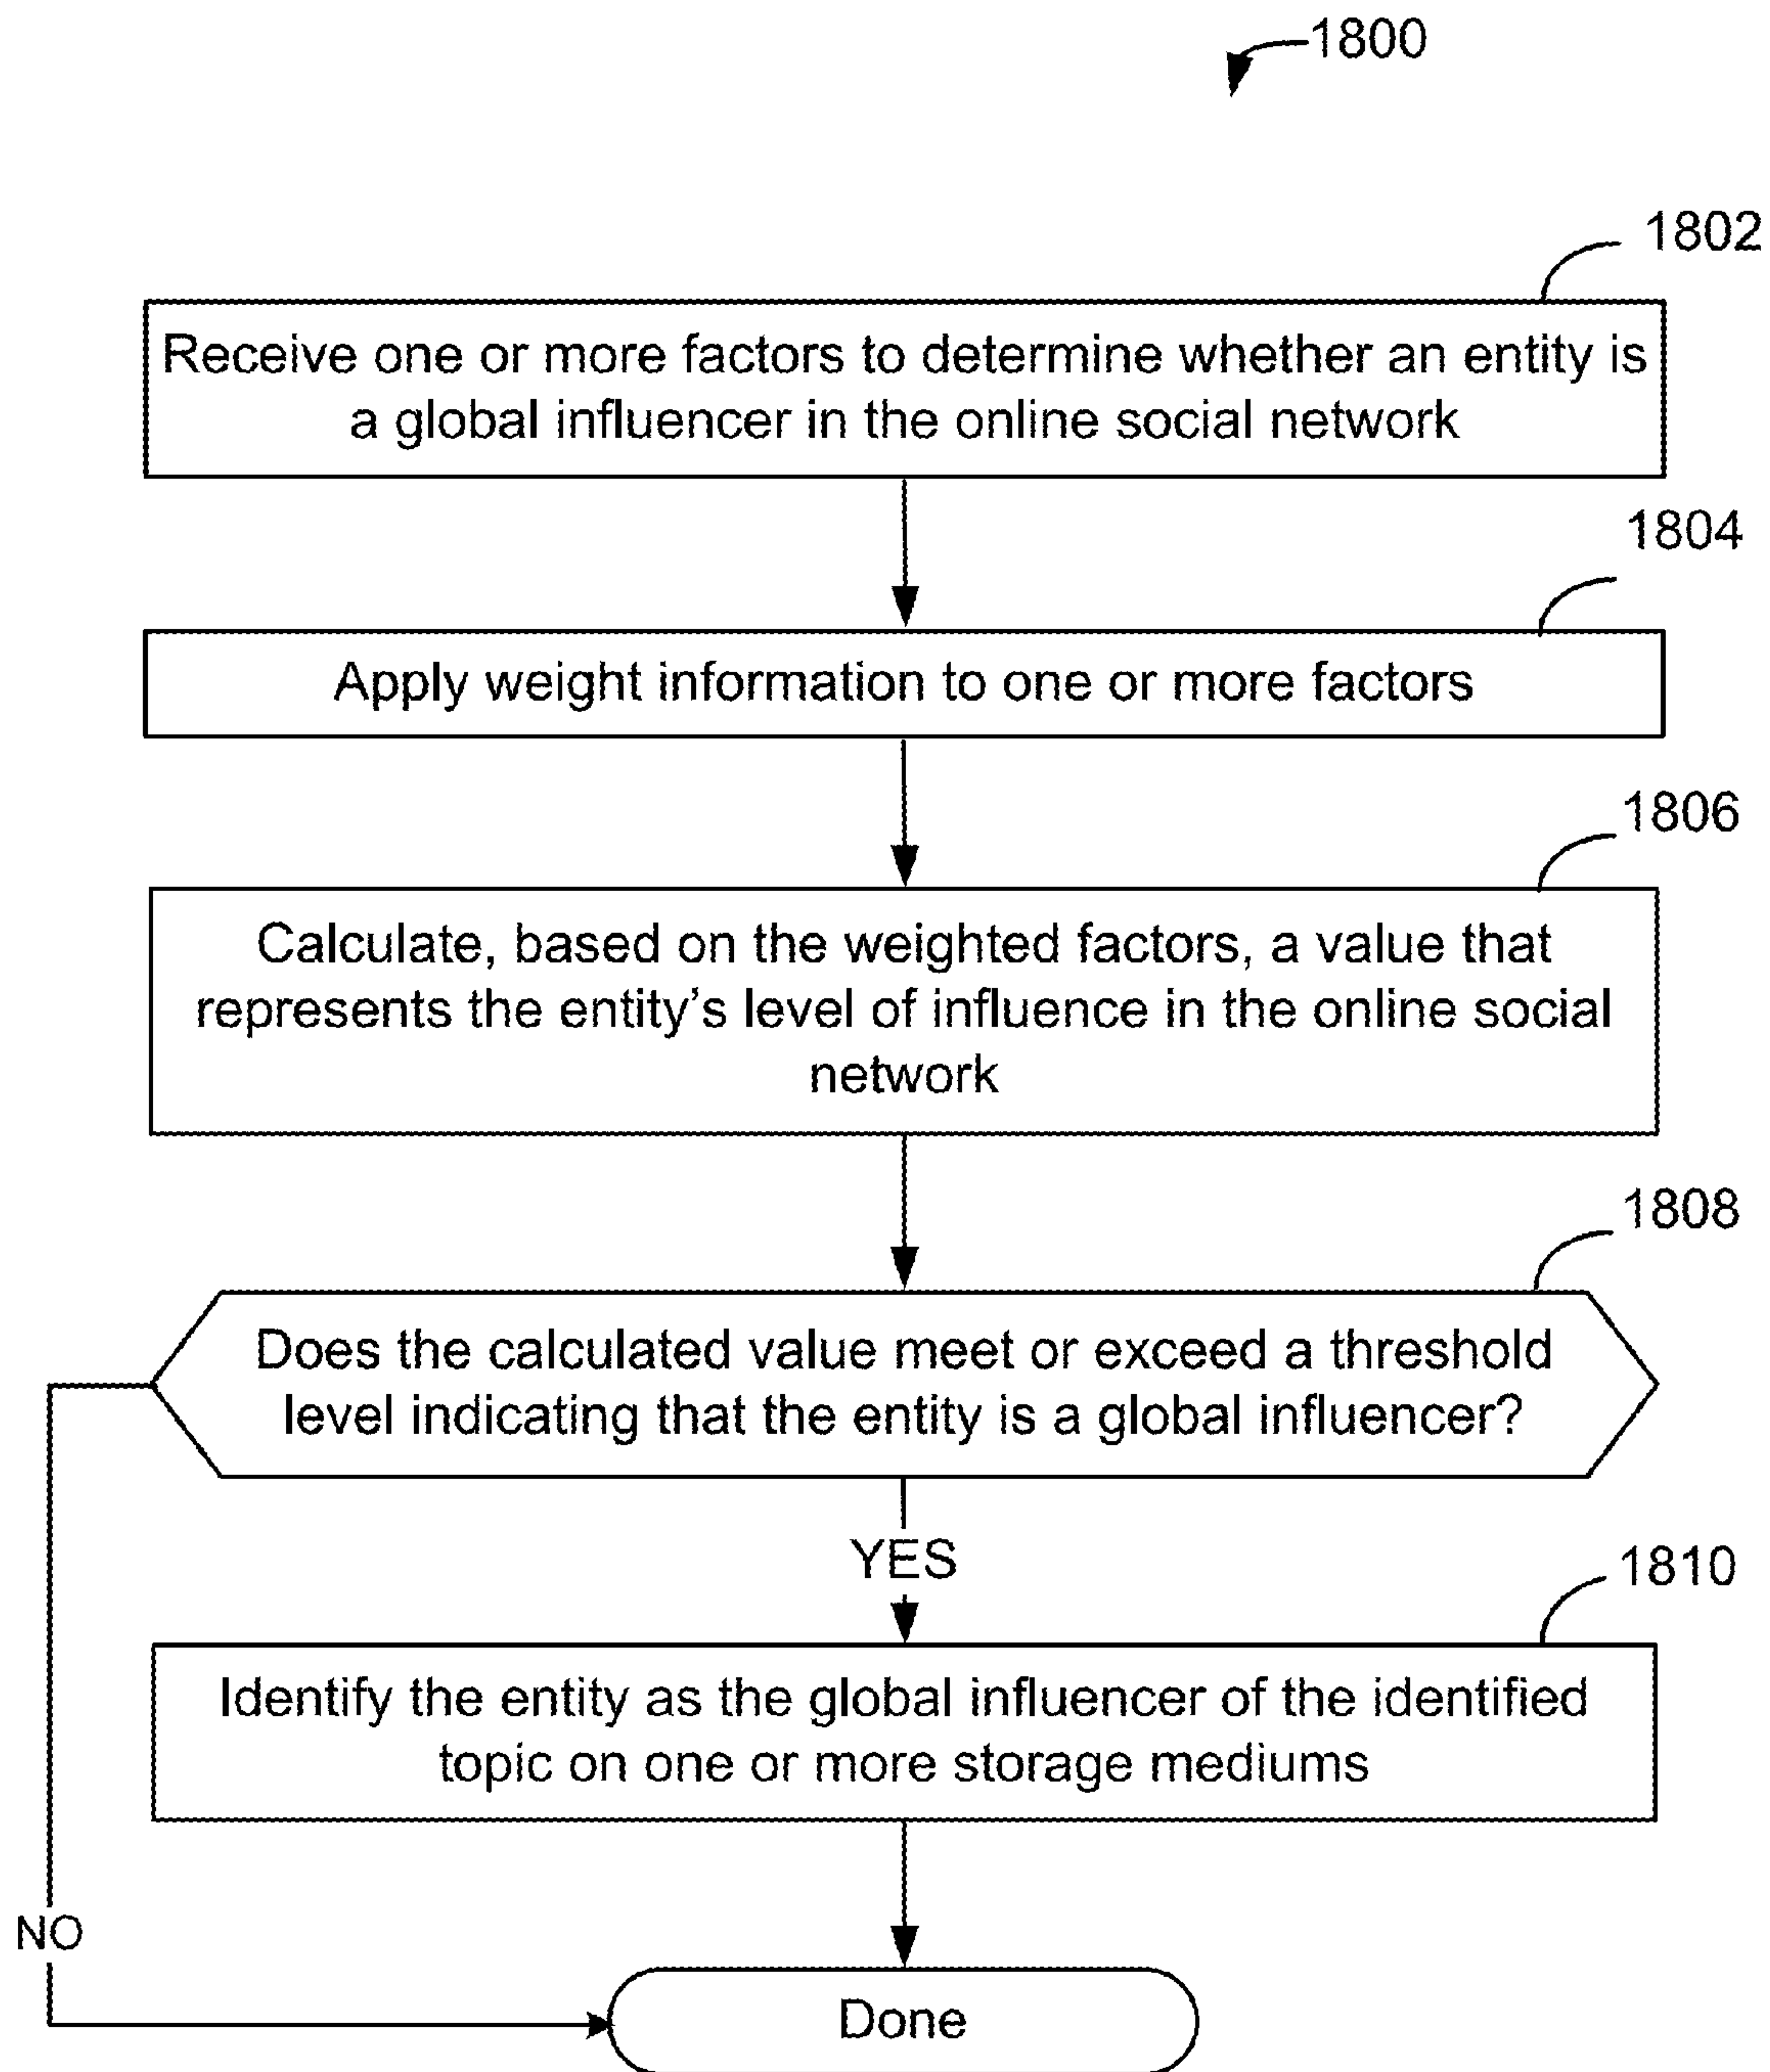 1800
1802
Receive one or more factors to determine whether an entity is
a global influencer in the online social network
1804
Apply weight information to one or more factors
1806
Calculate, based on the weighted factors, a value that
represents the entity's level of influence in the online social
network
1808
Does the calculated value meet or exceed a threshold
level indicating that the entity is a global influencer?
YES
1810
Identify the entity as the global influencer of the identified
topic on one or more storage mediums
NO
Done